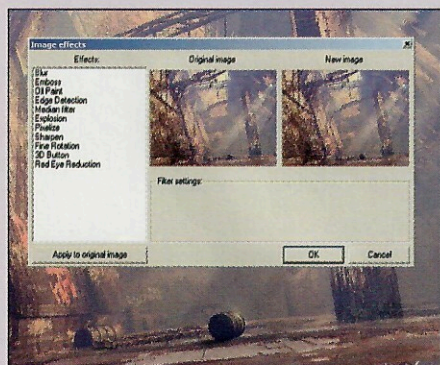 Image effects
Effects:
Original image
New image
Blur
Emboss
Oil Paint
Edge Detection
Median filter
Explosion
Pixelize
Sharpen
Fine Rotation
3D Button
Red Eye Reduction
Filter settings:
Apply to original image
OK
Cancel